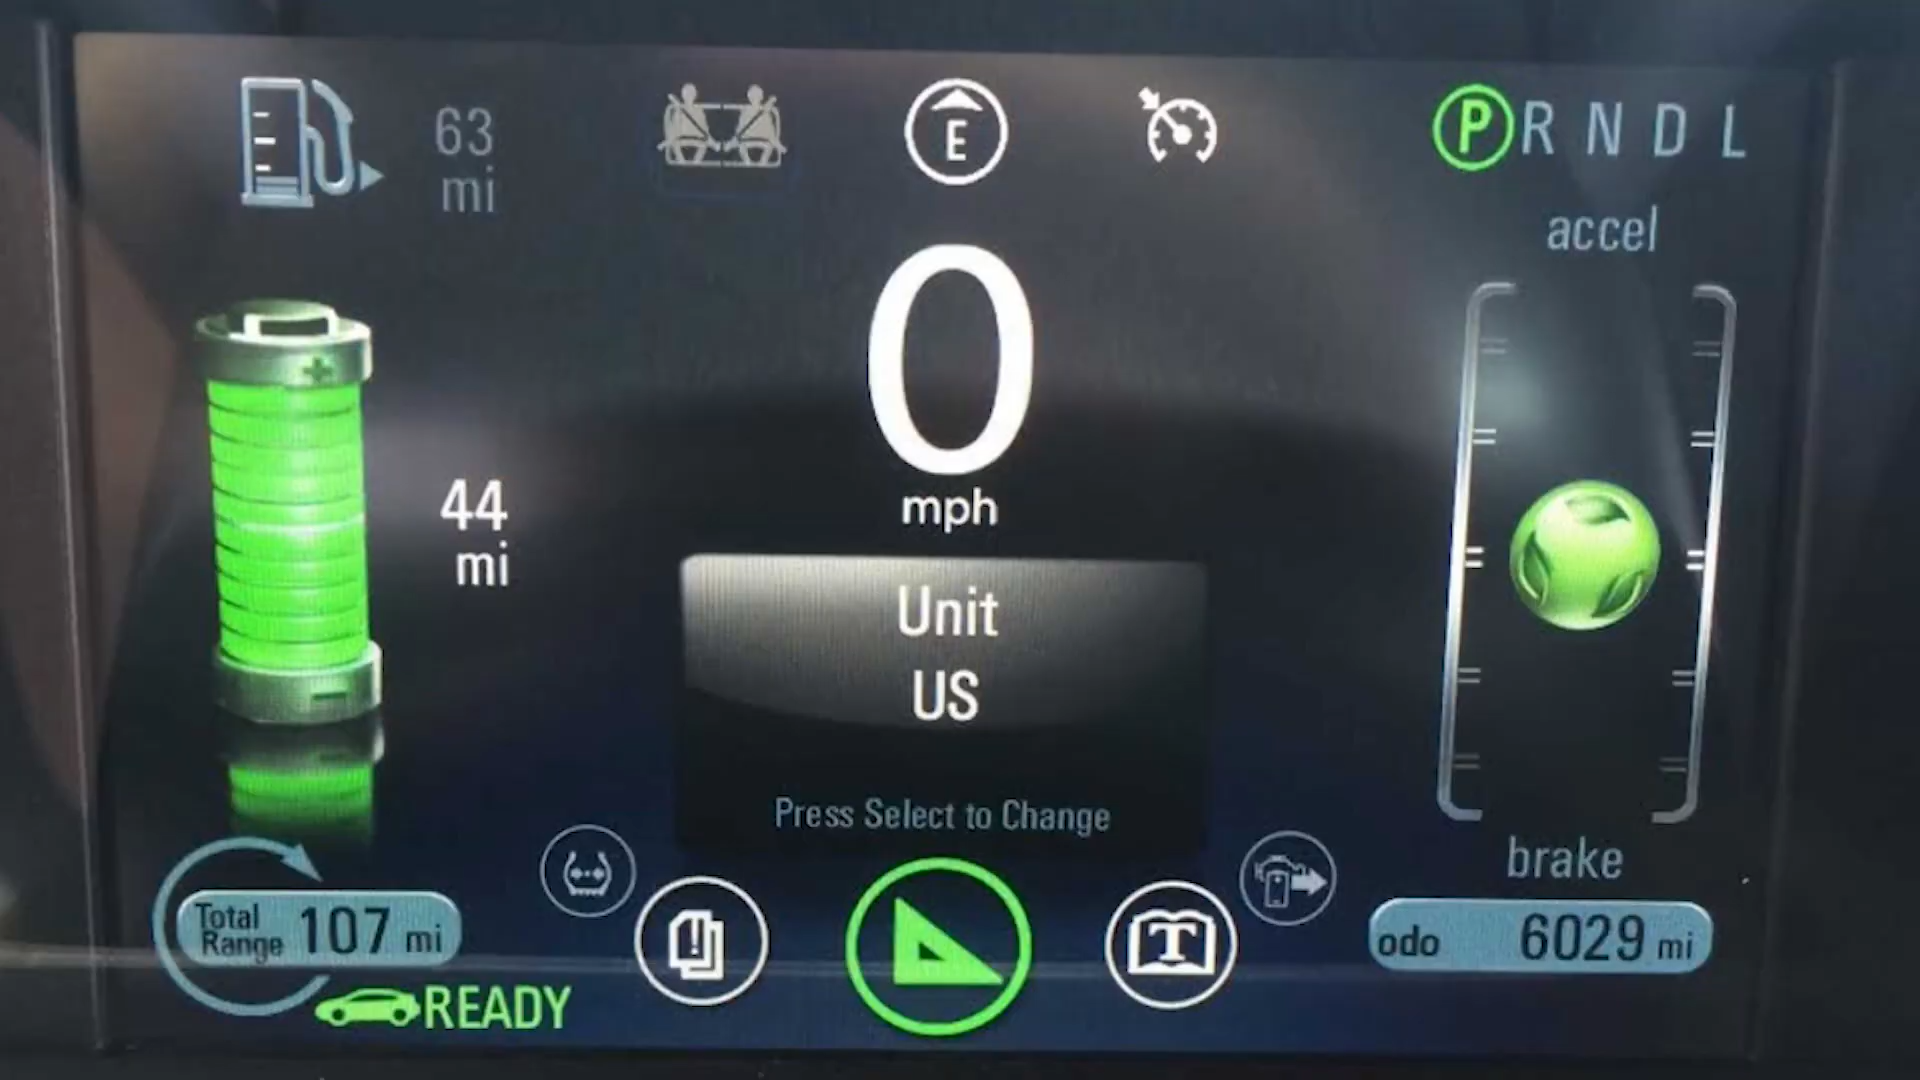 63
mi
E
P R N D L
accel
0
mph
44
mi
Unit
US
Press Select to Change
brake
Total
Range 107 mi
odo 6029 mi
READY
T